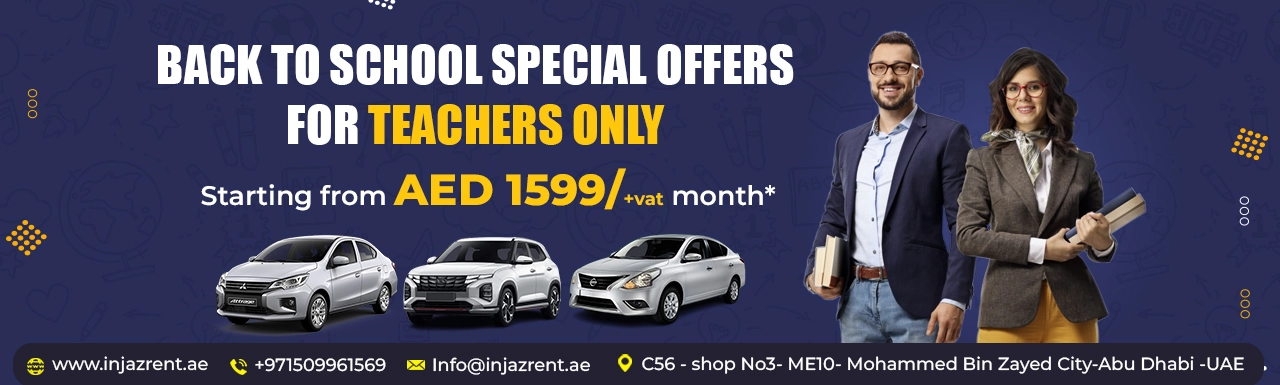 BACK TO SCHOOL SPECIAL OFFERS
FOR TEACHERS ONLY
Starting from AED 1599/+vat month*
Attrage
www.injazrent.ae +971509961569 Info@injazrent.ae C56 - shop No3- ME10- Mohammed Bin Zayed City-Abu Dhabi -UAE